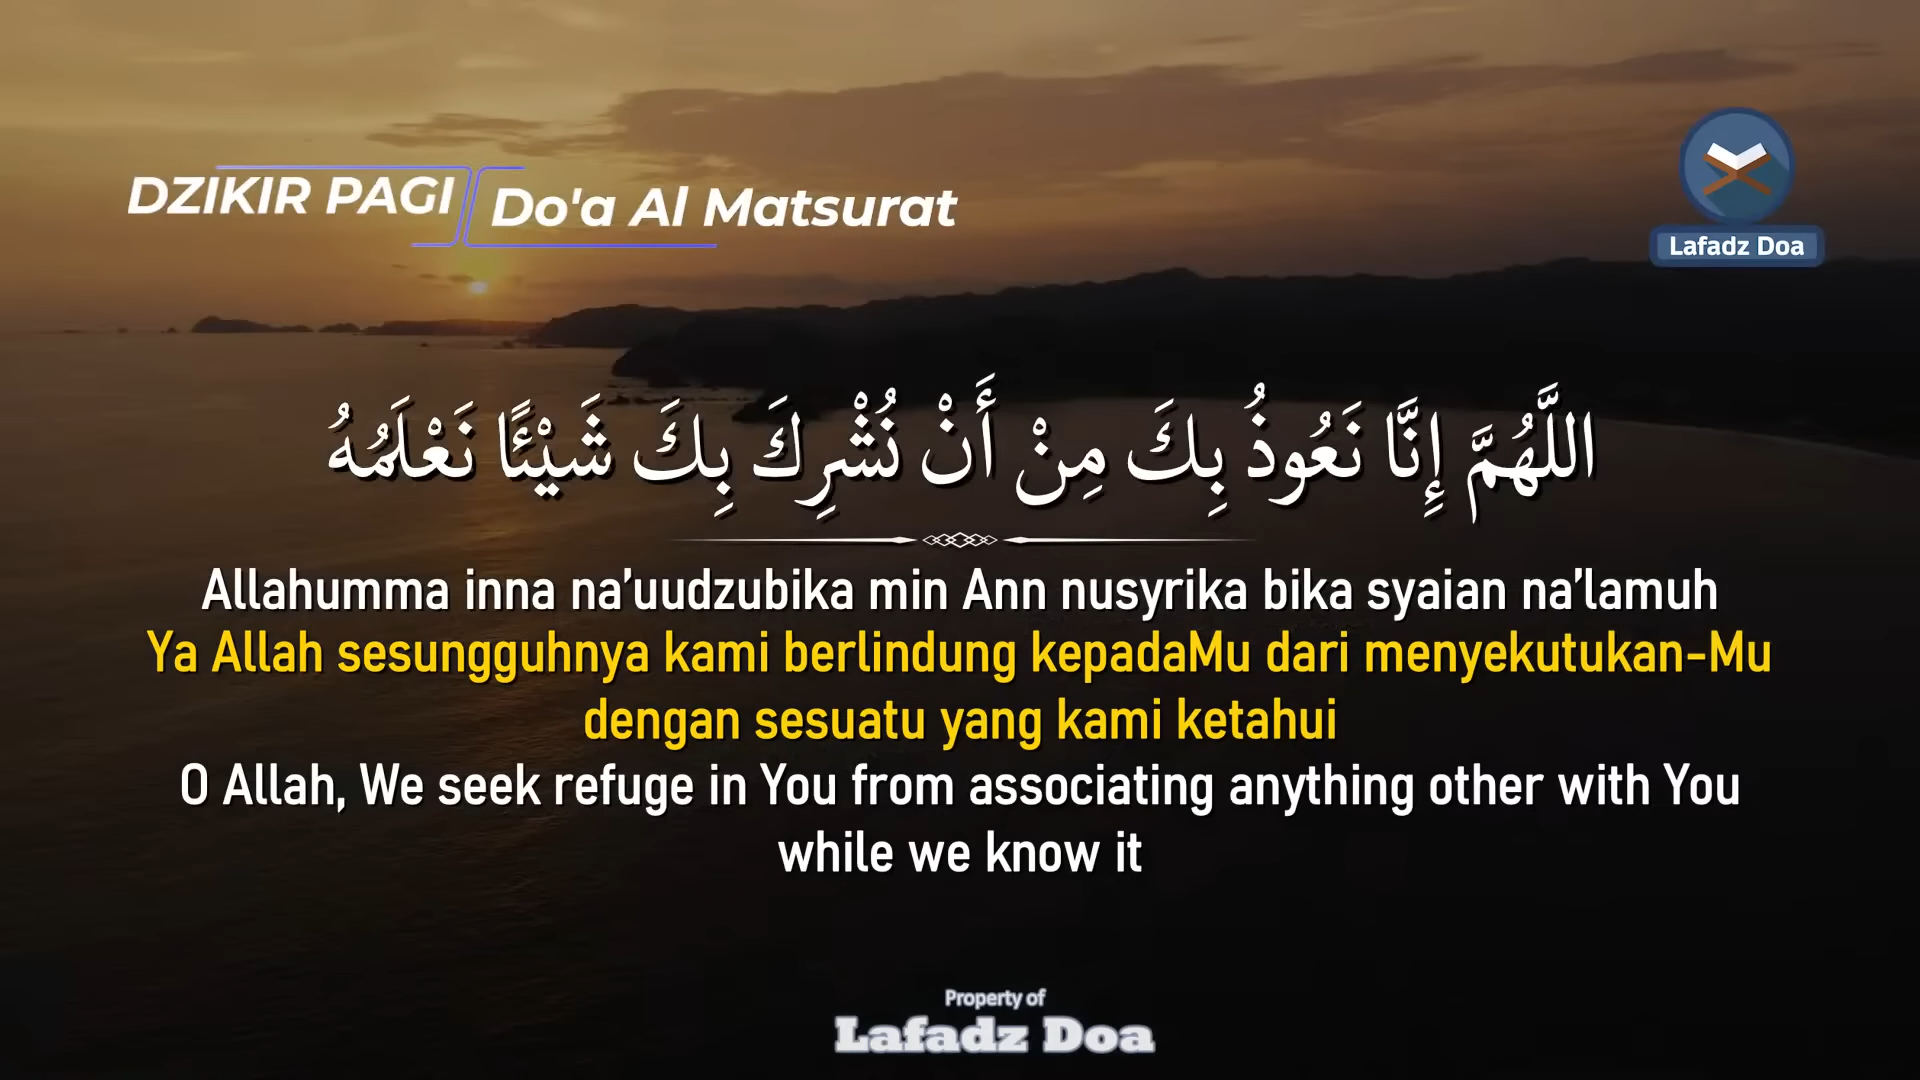 DZIKIR PAGI
Do'a Al Matsurat
Lafadz Doa
اللَّهُمَّ إِنَّا نَعُوذُ بِكَ مِنْ أَنْ نُشْرِكَ بِكَ شَيْئًا نَعْلَمُهُ
Allahumma inna na’uudzubika min Ann nusyrika bika syaian na’lamuh
Ya Allah sesungguhnya kami berlindung kepadaMu dari menyekutukan-Mu
dengan sesuatu yang kami ketahui
O Allah, We seek refuge in You from associating anything other with You
while we know it
Property of
Lafadz Doa